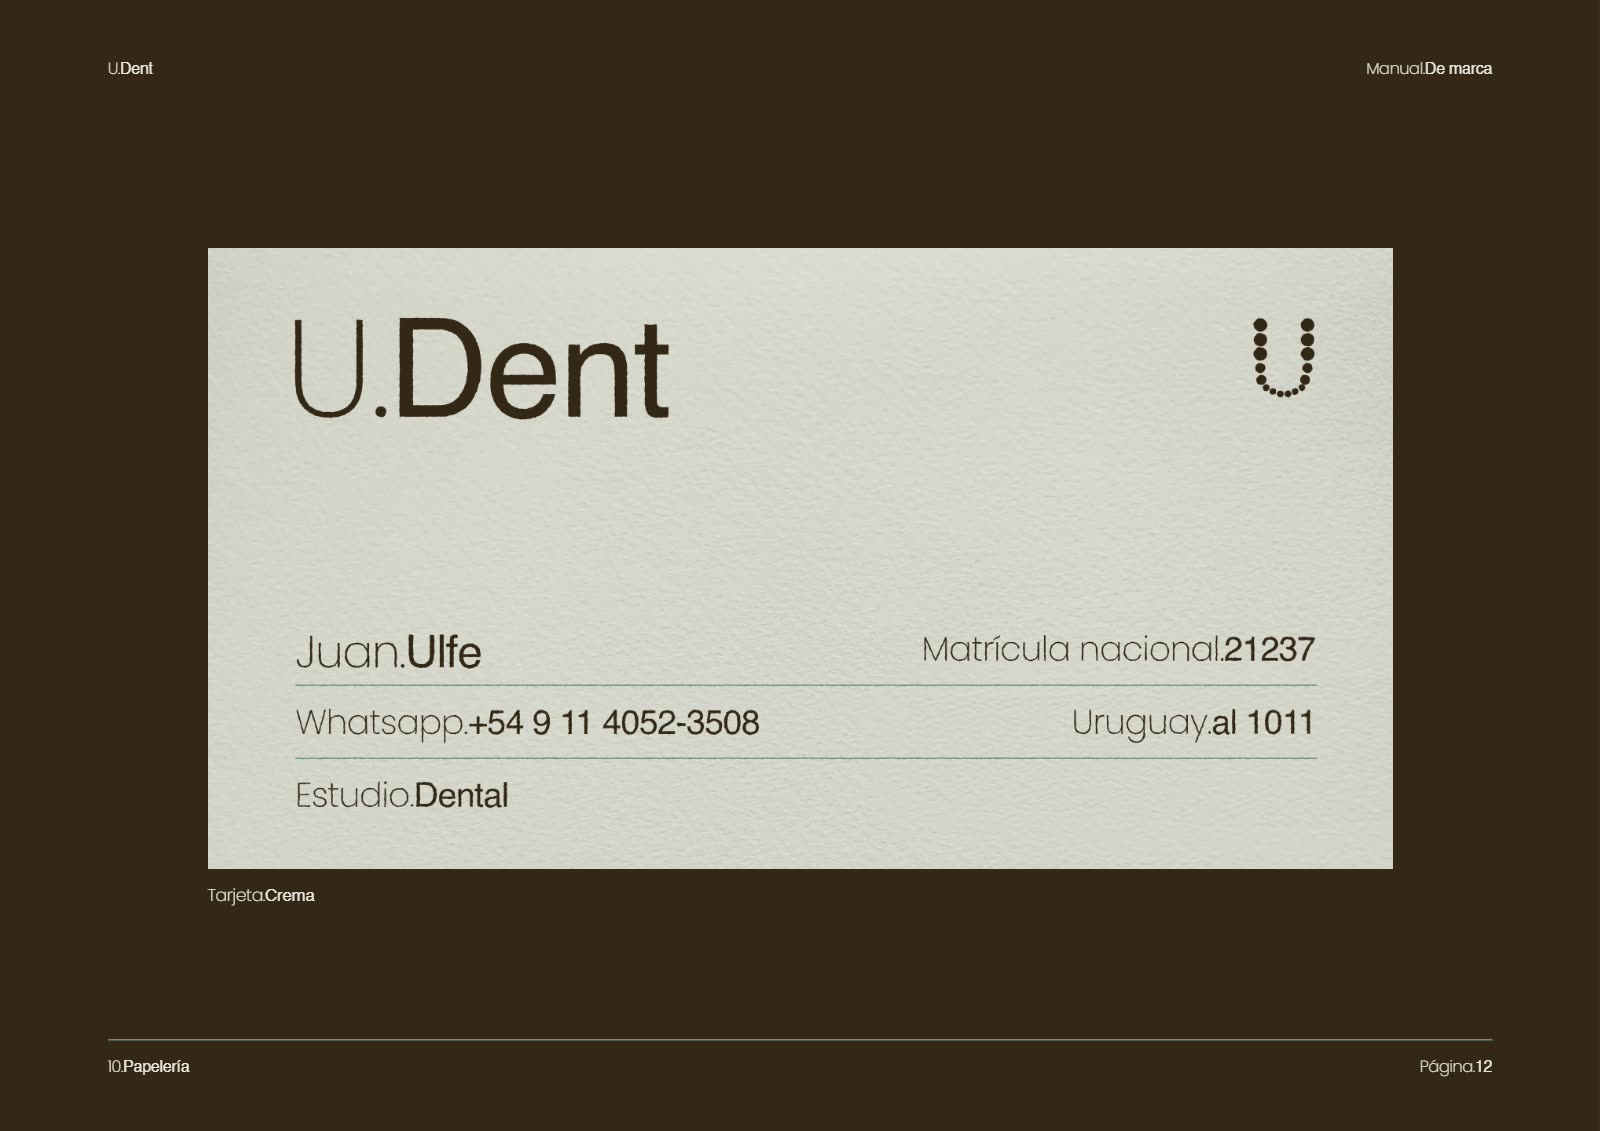 U.Dent
Manual.De marca
U.Dent
Juan.Ulfe
Matrícula nacional.21237
Whatsapp.+54 9 11 4052-3508
Uruguay.al 1011
Estudio.Dental
Tarjeta.Crema
10.Papelería
Página.12